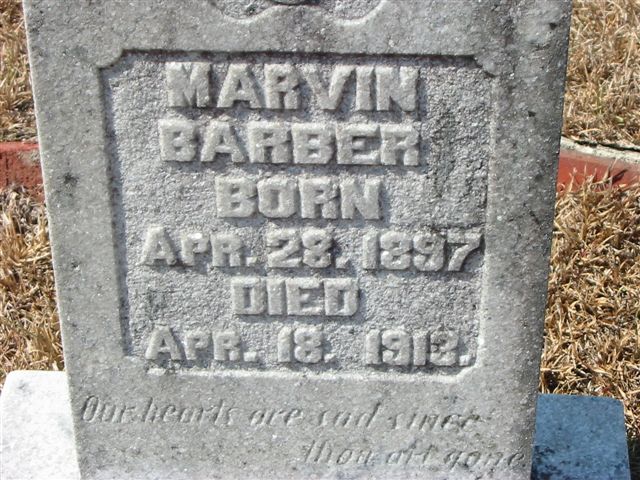 MARVIN
BARBER
BORN
APR. 28. 1897
DIED
APR. 18. 1913.
Our hearts are sad since
thou art gone